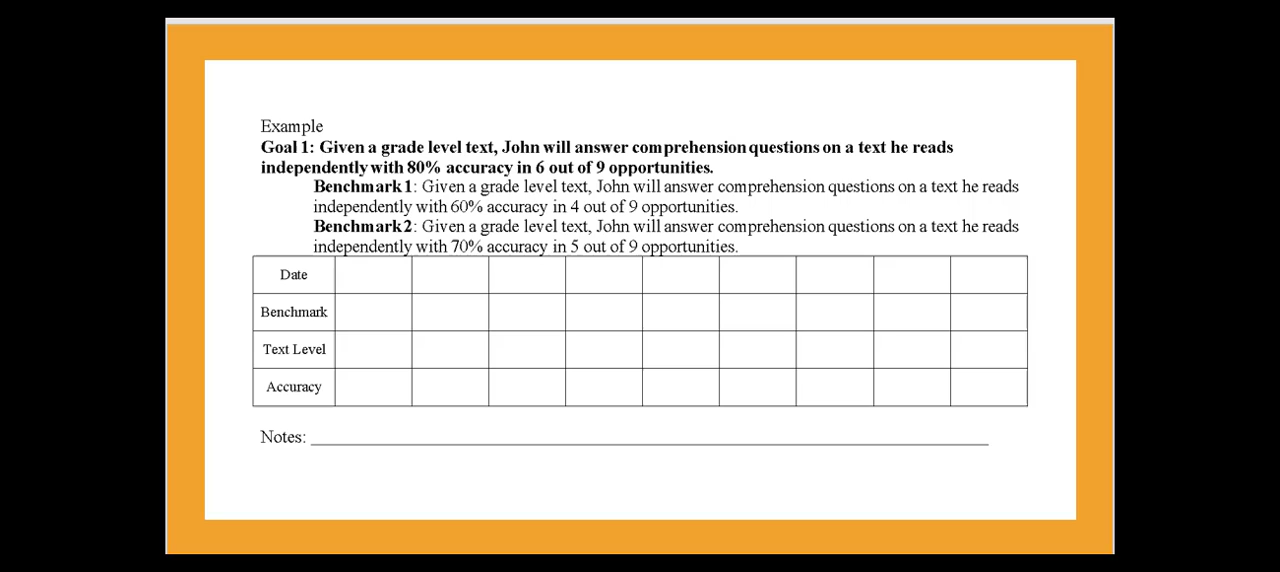 Example
Goal 1: Given a grade level text, John will answer comprehension questions on a text he reads
independently with 80% accuracy in 6 out of 9 opportunities.
Benchmark 1: Given a grade level text, John will answer comprehension questions on a text he reads
independently with 60% accuracy in 4 out of 9 opportunities.
Benchmark 2: Given a grade level text, John will answer comprehension questions on a text he reads
independently with 70% accuracy in 5 out of 9 opportunities.
Date
Benchmark
Text Level
Accuracy
Notes: